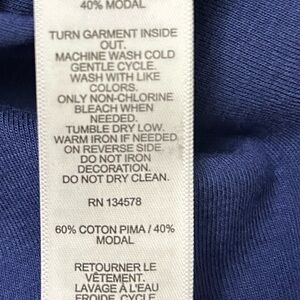 40% MODAL
TURN GARMENT INSIDE
OUT.
MACHINE WASH COLD
GENTLE CYCLE.
WASH WITH LIKE
COLORS.
ONLY NON-CHLORINE
BLEACH WHEN
NEEDED.
TUMBLE DRY LOW.
WARM IRON IF NEEDED
ON REVERSE SIDE.
DO NOT IRON
DECORATION.
DO NOT DRY CLEAN.
RN 134578
60% COTON PIMA / 40%
MODAL
RETOURNER LE
VÊTEMENT.
LAVAGE À L'EAU
FROIDE, CYCLE